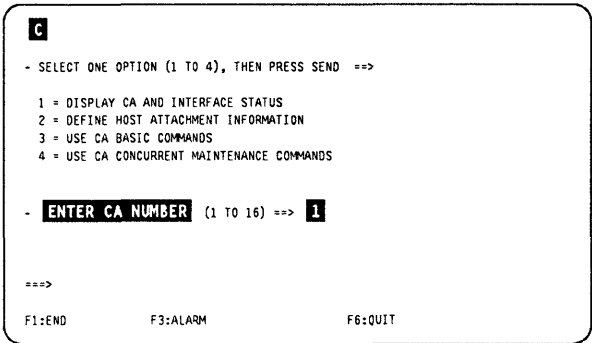 C
- SELECT ONE OPTION (1 TO 4), THEN PRESS SEND ==>
1 = DISPLAY CA AND INTERFACE STATUS
2 = DEFINE HOST ATTACHMENT INFORMATION
3 = USE CA BASIC COMMANDS
4 = USE CA CONCURRENT MAINTENANCE COMMANDS
- ENTER CA NUMBER (1 TO 16) ==> 1
===>
F1:END F3:ALARM F6:QUIT